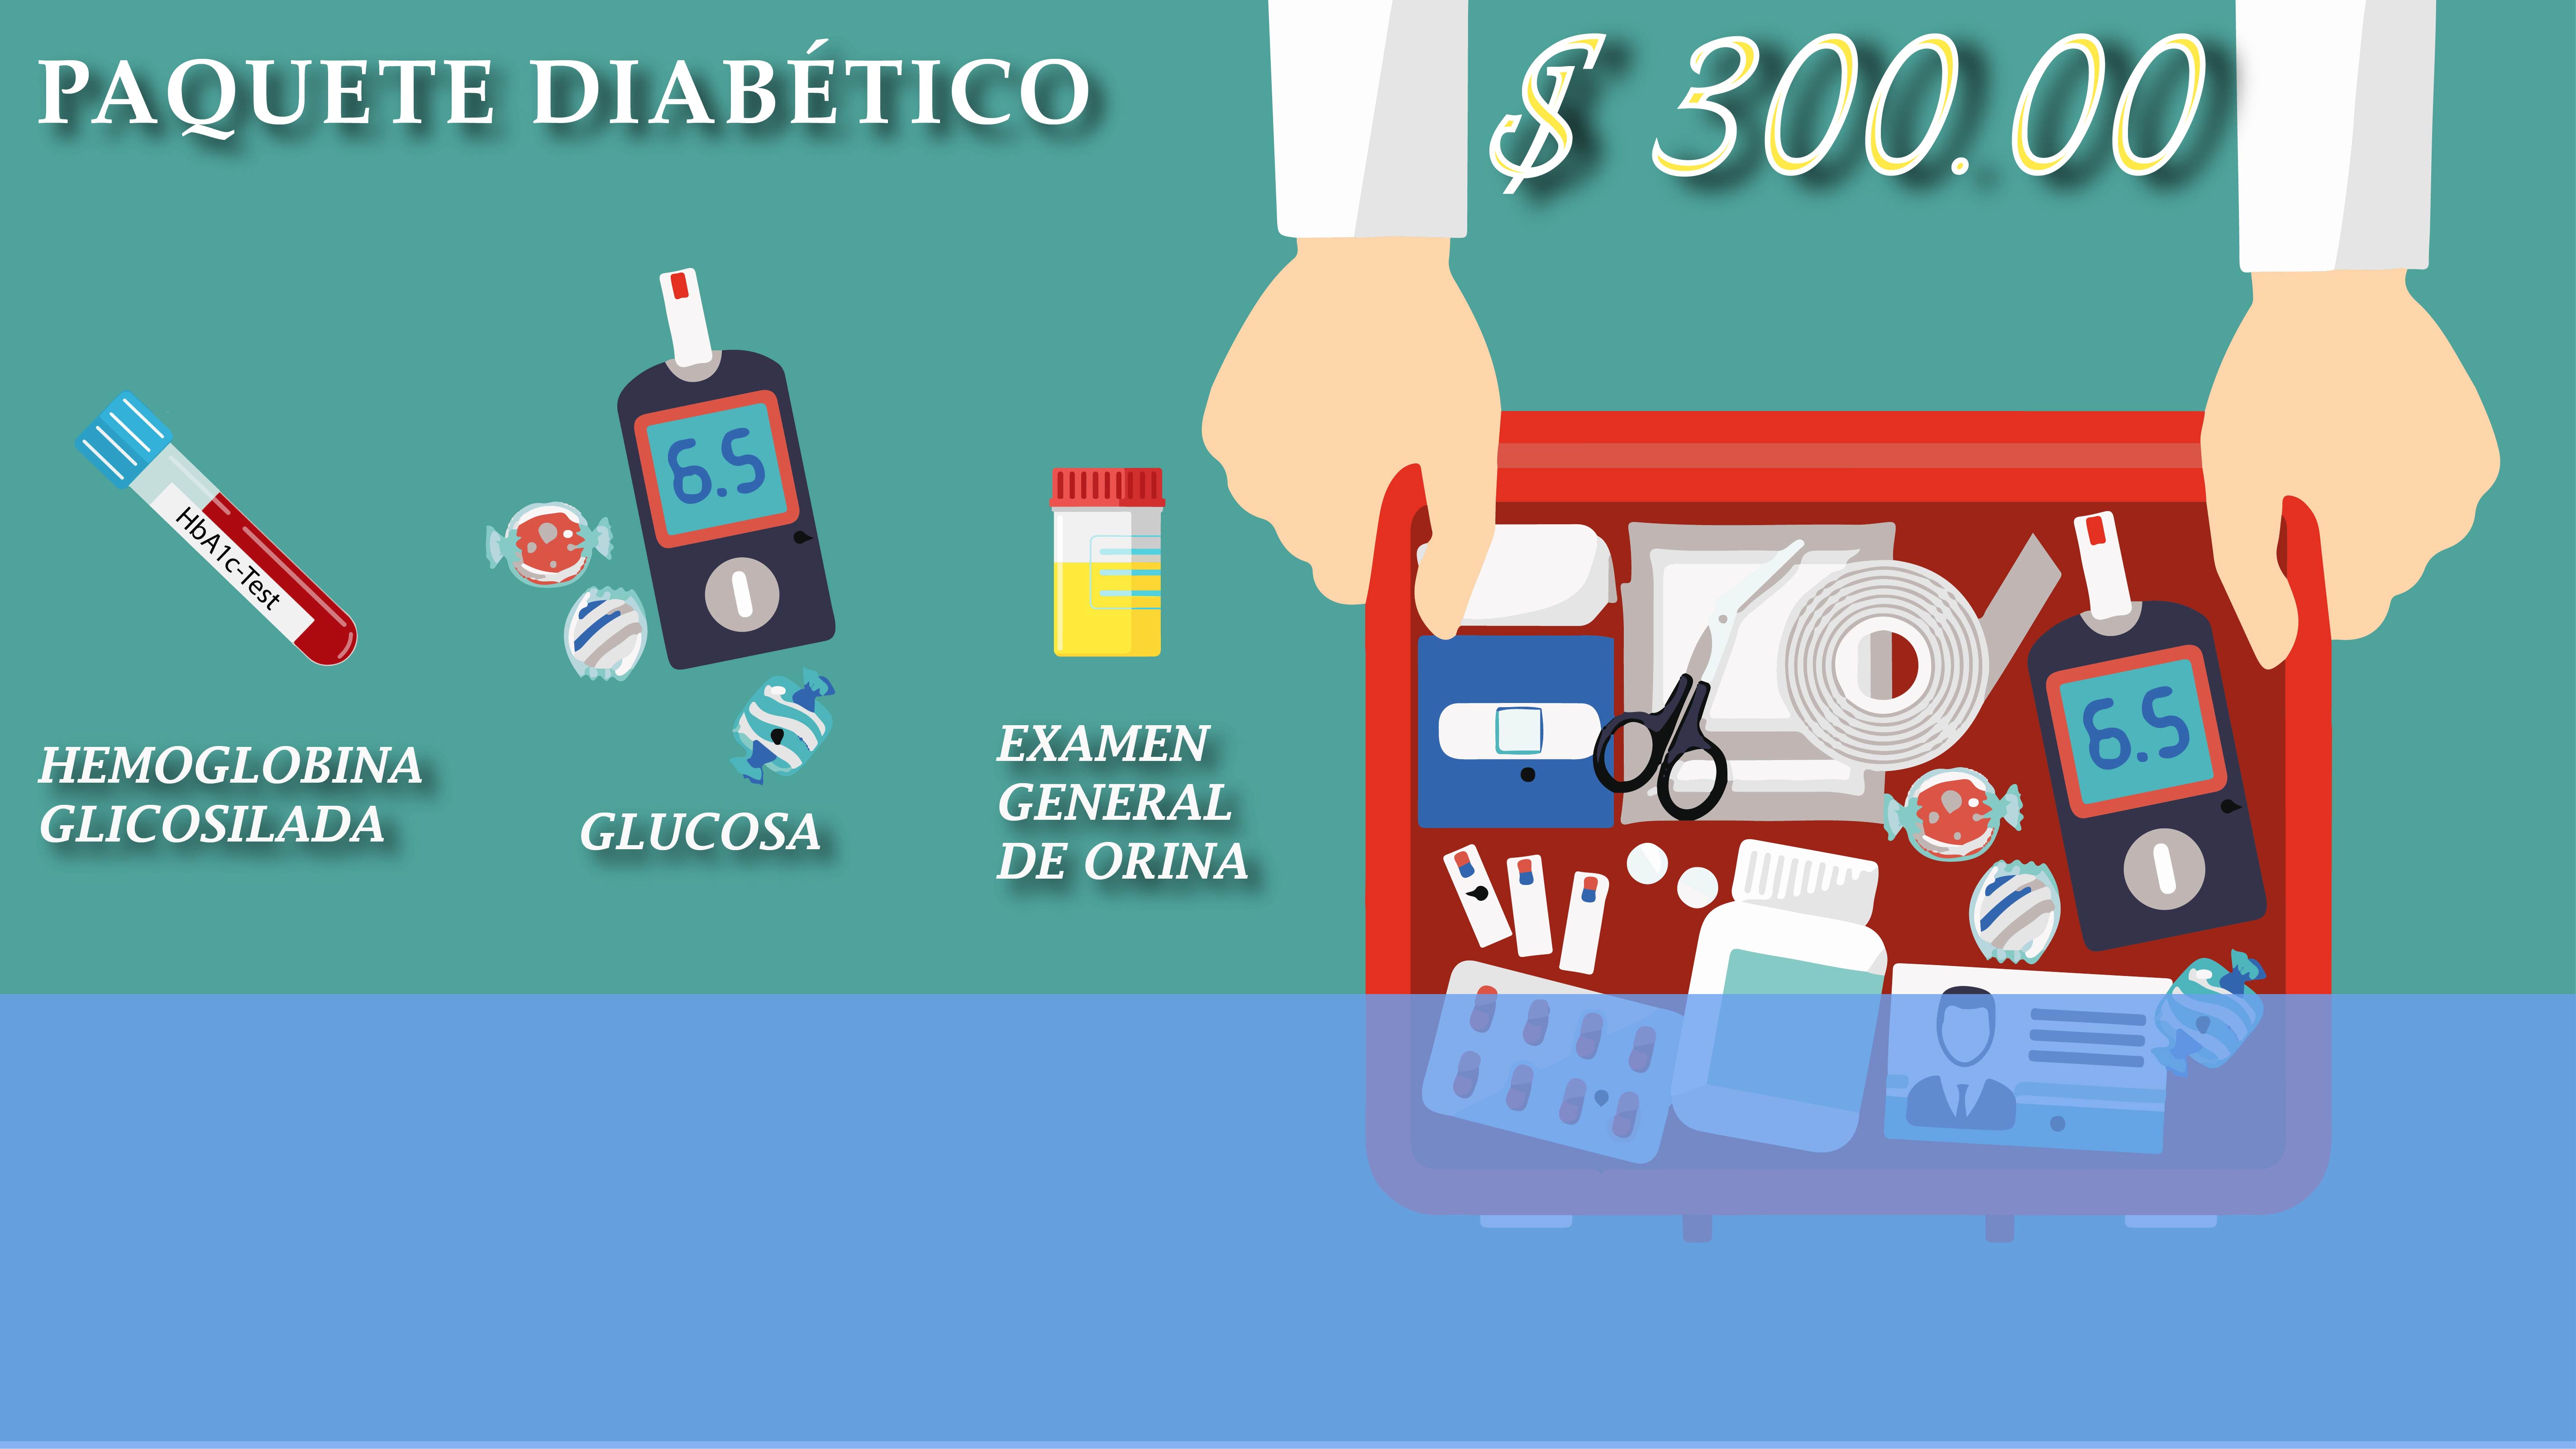 PAQUETE DIABÉTICO
$ 300.00
6.5
HbA1c-Test
6.5
HEMOGLOBINA
GLICOSILADA
GLUCOSA
EXAMEN
GENERAL
DE ORINA